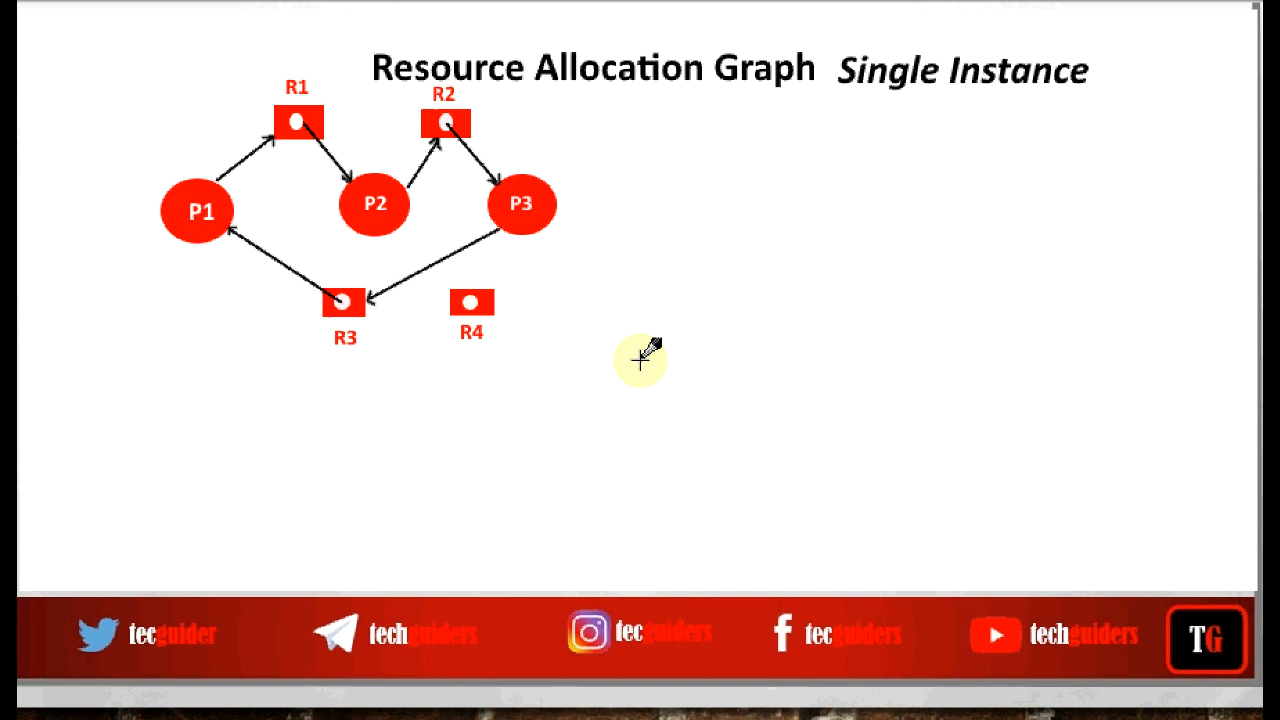 Resource Allocation Graph Single Instance
R1
R2
P1
P2
P3
R3
R4
tecguider
techguiders
tecguiders
tecguiders
techguiders
TG